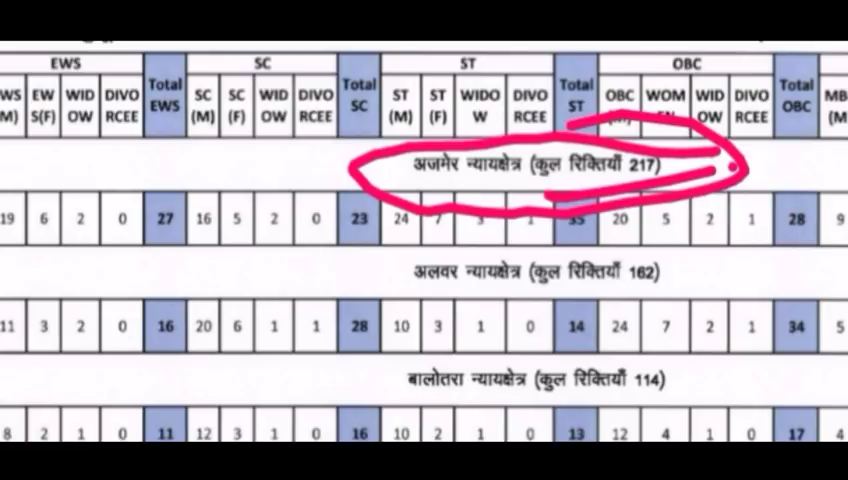 EWS SC ST OBC
WS M) EW S(F) WID OW DIVO RCEE Total EWS SC (M) SC (F) WID OW DIVO RCEE Total SC ST (M) ST (F) WIDO W DIVO RCEE Total ST OBC WOM WID OW DIVO RCEE Total OBC MB (M
अजमेर न्यायक्षेत्र (कुल रिक्तियाँ 217)
19 6 2 0 27 16 5 2 0 23 24 7 3 1 35 20 5 2 1 28 9
अलवर न्यायक्षेत्र (कुल रिक्तियाँ 162)
11 3 2 0 16 20 6 1 1 28 10 3 1 0 14 24 7 2 1 34 5
बालोतरा न्यायक्षेत्र (कुल रिक्तियाँ 114)
8 2 1 0 11 12 3 1 0 16 10 2 1 0 13 12 4 1 0 17 4